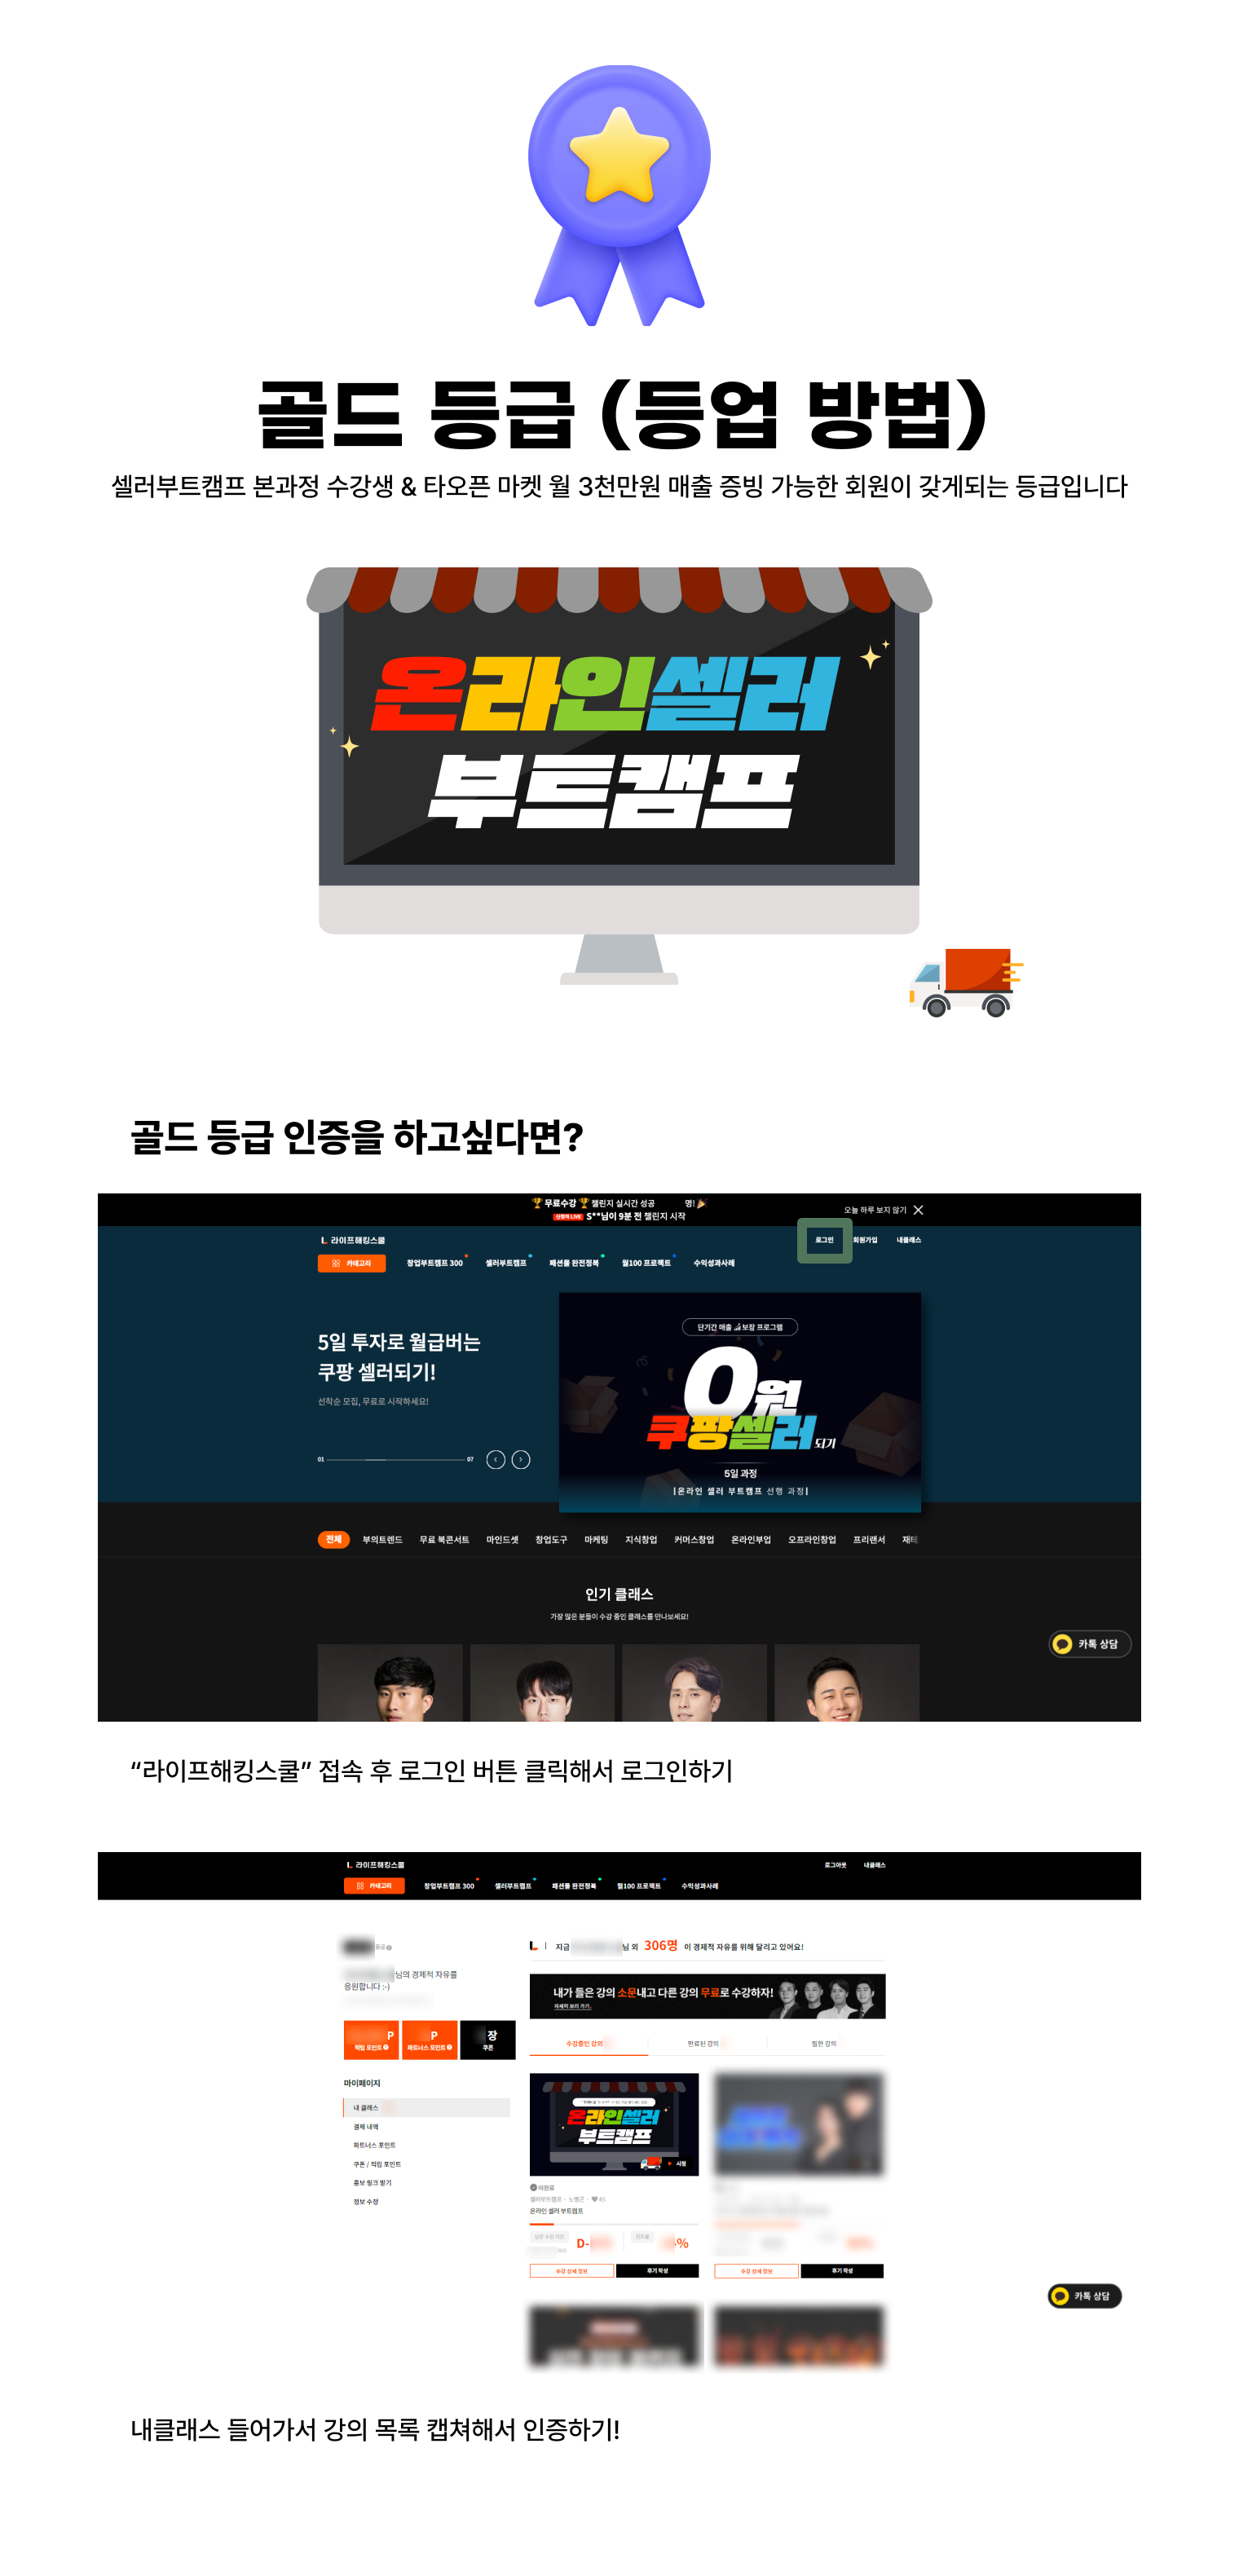 골드 등급 (등업 방법)
셀러부트캠프 본과정 수강생 & 타오픈 마켓 월 3천만원 매출 증빙 가능한 회원이 갖게되는 등급입니다
온라인셀러
부트캠프
골드 등급 인증을 하고싶다면?
무료수강 챌린지 실시간 성공 명!
신청자 LIVE S**님이 9분 전 챌린지 시작
오늘 하루 보지 않기
라이프해킹스쿨
로그인 회원가입 내클래스
카테고리 창업부트캠프 300 셀러부트캠프 패션몰 완전정복 월100 프로젝트 수익성과사례
5일 투자로 월급버는
쿠팡 셀러되기!
선착순 모집, 무료로 시작하세요!
01 07
단기간 매출 보장 프로그램
0원
쿠팡셀러 되기
5일 과정
|온라인 셀러 부트캠프 선행 과정|
전체 부의트렌드 무료 북콘서트 마인드셋 창업도구 마케팅 지식창업 커머스창업 온라인부업 오프라인창업 프리랜서 재테
인기 클래스
가장 많은 분들이 수강 중인 클래스를 만나보세요!
카톡 상담
“라이프해킹스쿨” 접속 후 로그인 버튼 클릭해서 로그인하기
라이프해킹스쿨
로그아웃 내클래스
카테고리 창업부트캠프 300 셀러부트캠프 패션몰 완전정복 월100 프로젝트 수익성과사례
등급
님의 경제적 자유를
응원합니다 :-)
P P 장
적립 포인트 파트너스 포인트 쿠폰
마이페이지
내 클래스
결제 내역
파트너스 포인트
쿠폰 / 적립 포인트
홍보 링크 받기
정보 수정
지금 님 외 306명 이 경제적 자유를 위해 달리고 있어요!
내가 들은 강의 소문내고 다른 강의 무료로 수강하자!
자세히 보러 가기
수강중인 강의 만료된 강의 찜한 강의
온라인셀러
부트캠프
시청
미완료
셀러부트캠프 · 노병곤 · 45
온라인 셀러 부트캠프
진도율
D- %
수강 상세 정보 후기 작성
수강 상세 정보 후기 작성
카톡 상담
내클래스 들어가서 강의 목록 캡쳐해서 인증하기!